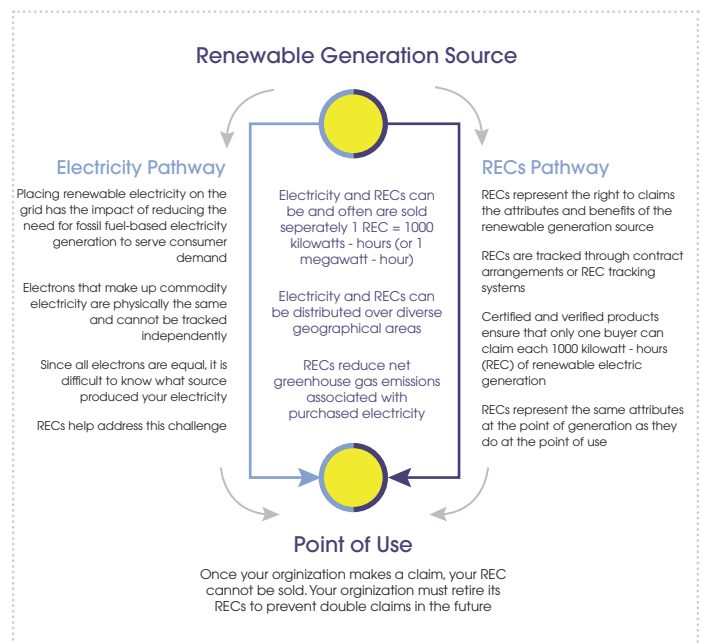 Renewable Generation Source
Electricity Pathway
Placing renewable electricity on the
grid has the impact of reducing the
need for fossil fuel-based electricity
generation to serve consumer
demand
Electrons that make up commodity
electricity are physically the same
and cannot be tracked
independently
Since all electrons are equal, it is
difficult to know what source
produced your electricity
RECs help address this challenge
Electricity and RECs can
be and often are sold
seperately 1 REC = 1000
kilowatts - hours (or 1
megawatt - hour)
Electricity and RECs can
be distributed over diverse
geographical areas
RECs reduce net
greenhouse gas emissions
associated with
purchased electricity
RECs Pathway
RECs represent the right to claims
the attributes and benefits of the
renewable generation source
RECs are tracked through contract
arrangements or REC tracking
systems
Certified and verified products
ensure that only one buyer can
claim each 1000 kilowatt - hours
(REC) of renewable electric
generation
RECs represent the same attributes
at the point of generation as they
do at the point of use
Point of Use
Once your orginization makes a claim, your REC
cannot be sold. Your orginization must retire its
RECs to prevent double claims in the future